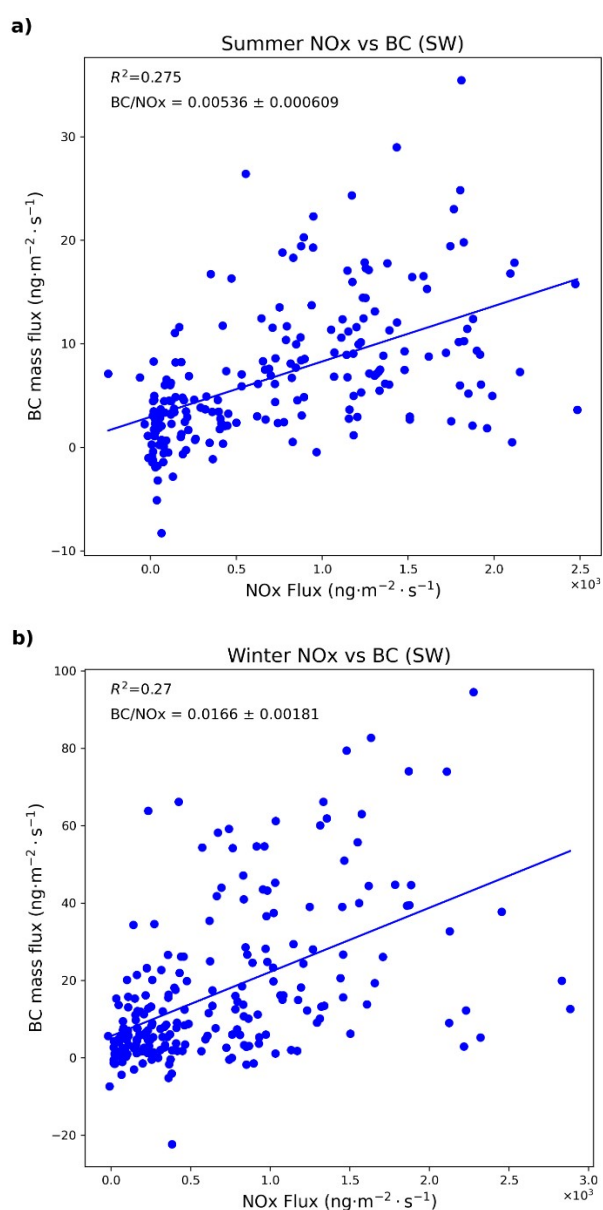 a)
Summer NOx vs BC (SW)
R²=0.275
BC/NOx = 0.00536 ± 0.000609
30
20
10
0
−10
BC mass flux (ng·m⁻²·s⁻¹)
0.0 0.5 1.0 1.5 2.0 2.5
×10³
NOx Flux (ng·m⁻²·s⁻¹)
b)
Winter NOx vs BC (SW)
R²=0.27
BC/NOx = 0.0166 ± 0.00181
100
80
60
40
20
0
−20
BC mass flux (ng·m⁻²·s⁻¹)
0.0 0.5 1.0 1.5 2.0 2.5 3.0
×10³
NOx Flux (ng·m⁻²·s⁻¹)